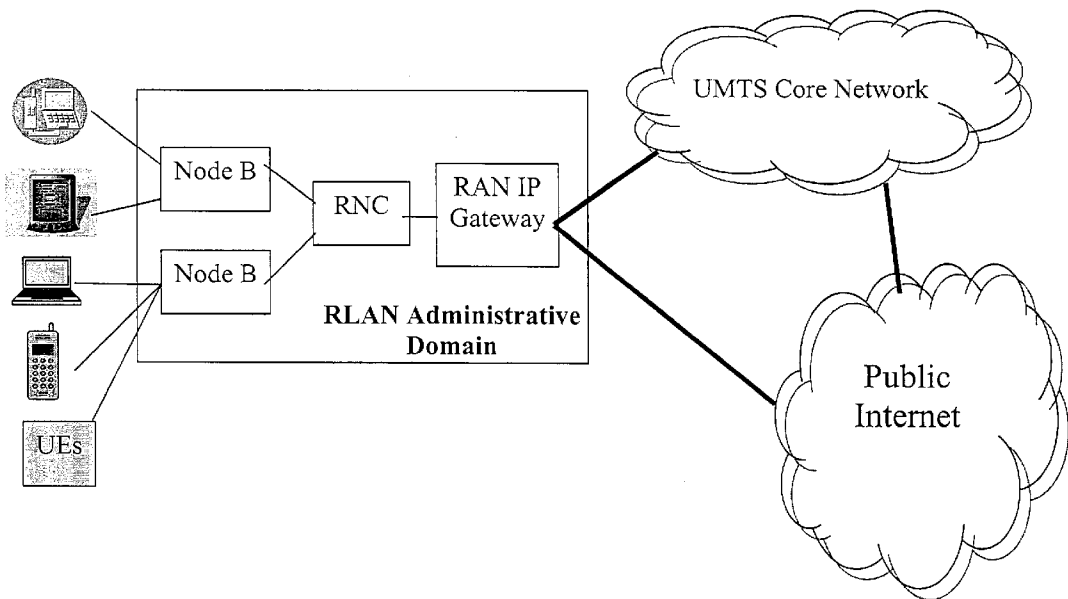 UMTS Core Network
Node B
RNC
RAN IP
Gateway
Node B
RLAN Administrative
Domain
Public
Internet
UEs